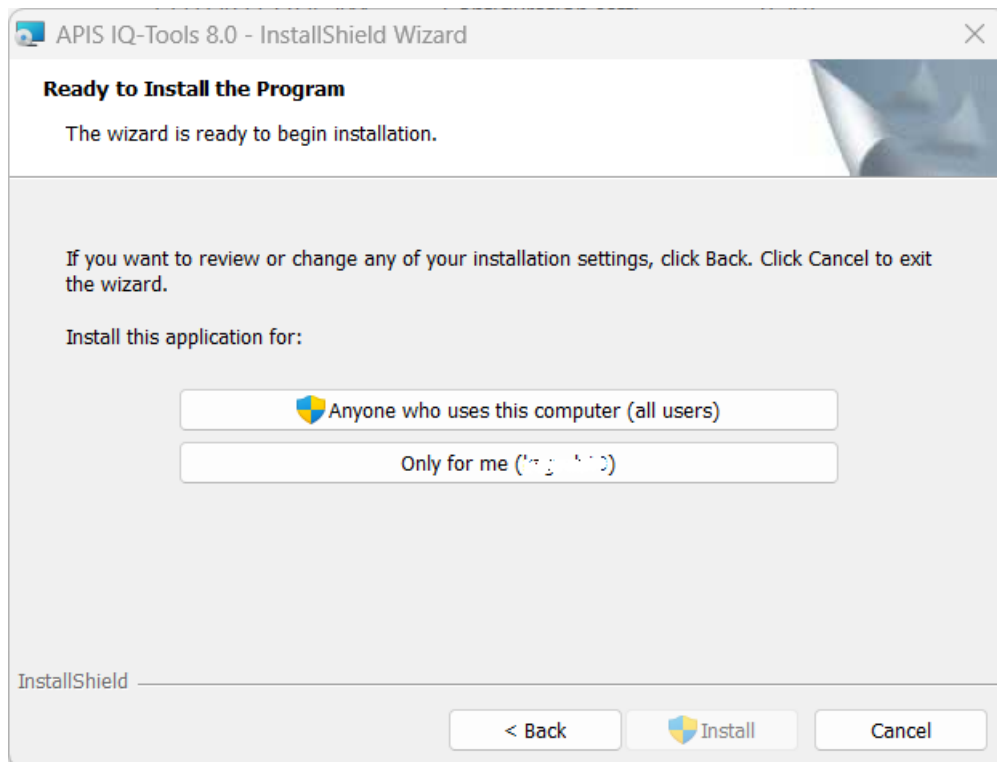 APIS IQ-Tools 8.0 - InstallShield Wizard
Ready to Install the Program
The wizard is ready to begin installation.
If you want to review or change any of your installation settings, click Back. Click Cancel to exit
the wizard.
Install this application for:
Anyone who uses this computer (all users)
Only for me (
InstallShield
< Back
Install
Cancel